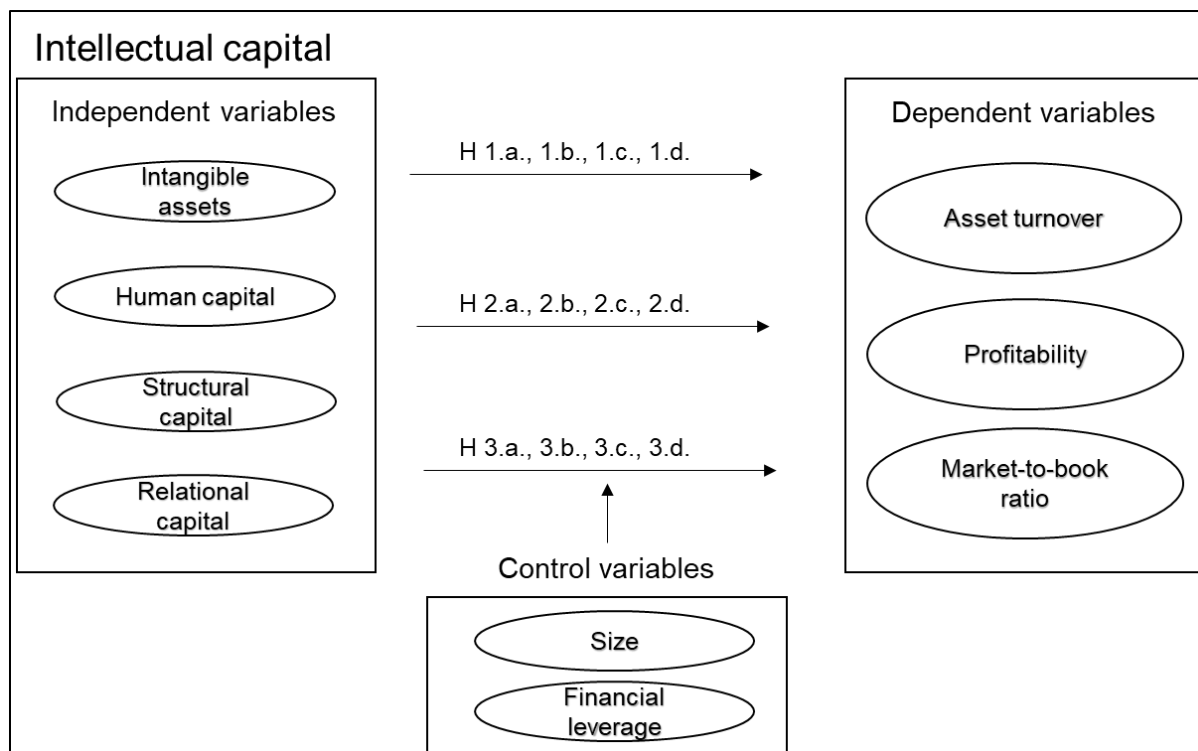 Intellectual capital
Independent variables
Intangible
assets
Human capital
Structural
capital
Relational
capital
H 1.a., 1.b., 1.c., 1.d.
H 2.a., 2.b., 2.c., 2.d.
H 3.a., 3.b., 3.c., 3.d.
Dependent variables
Asset turnover
Profitability
Market-to-book
ratio
Control variables
Size
Financial
leverage